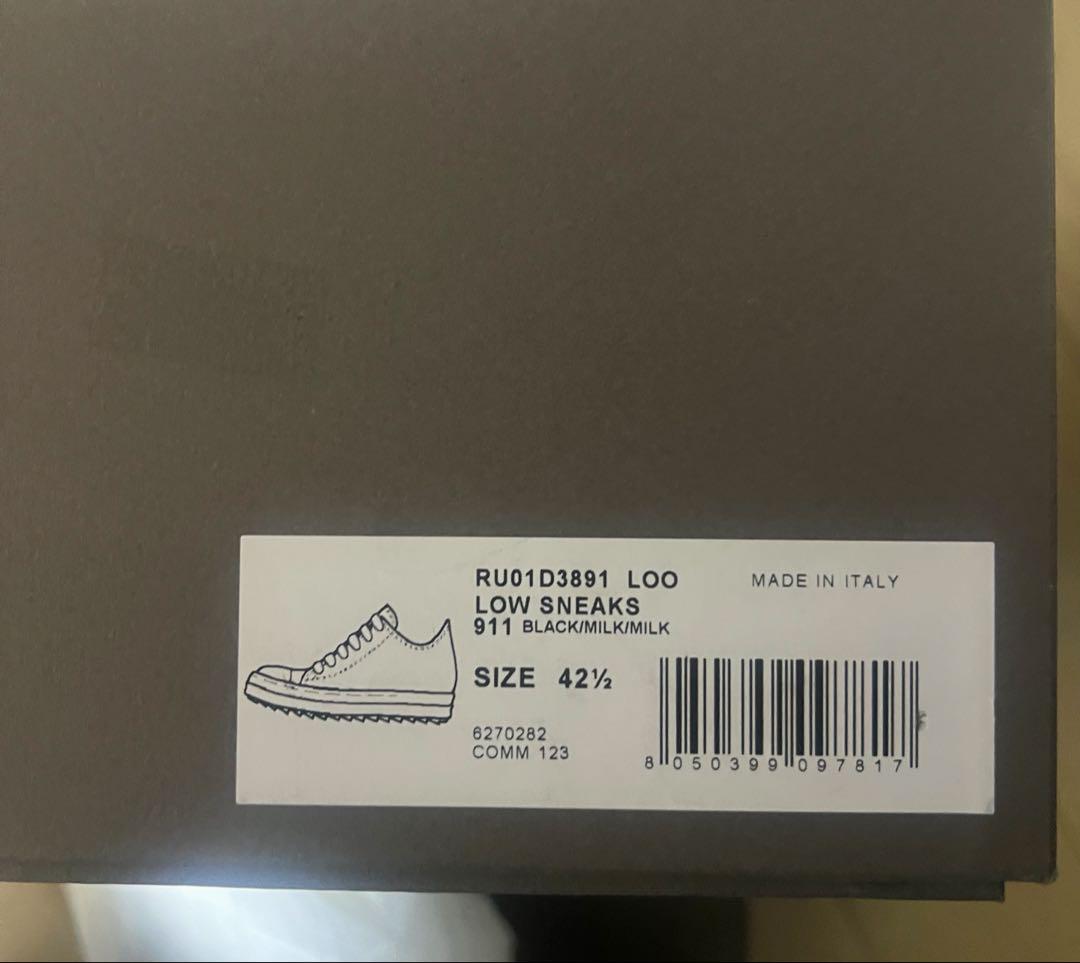 RU01D3891 LOO
MADE IN ITALY
LOW SNEAKS
911 BLACK/MILK/MILK
SIZE 42½
6270282
COMM 123
8 050399 097817